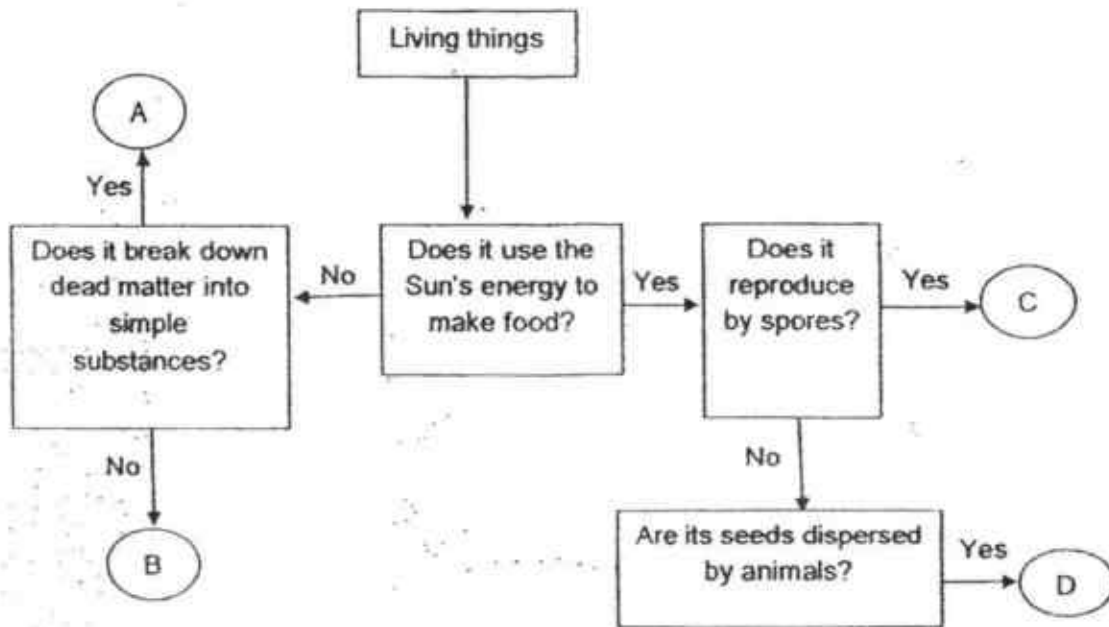 Living things
A
Yes
Does it break down
dead matter into
simple
substances?
No
Does it use the
Sun's energy to
make food?
Yes
Does it
reproduce
by spores?
Yes
C
No
B
No
Are its seeds dispersed
by animals?
Yes
D